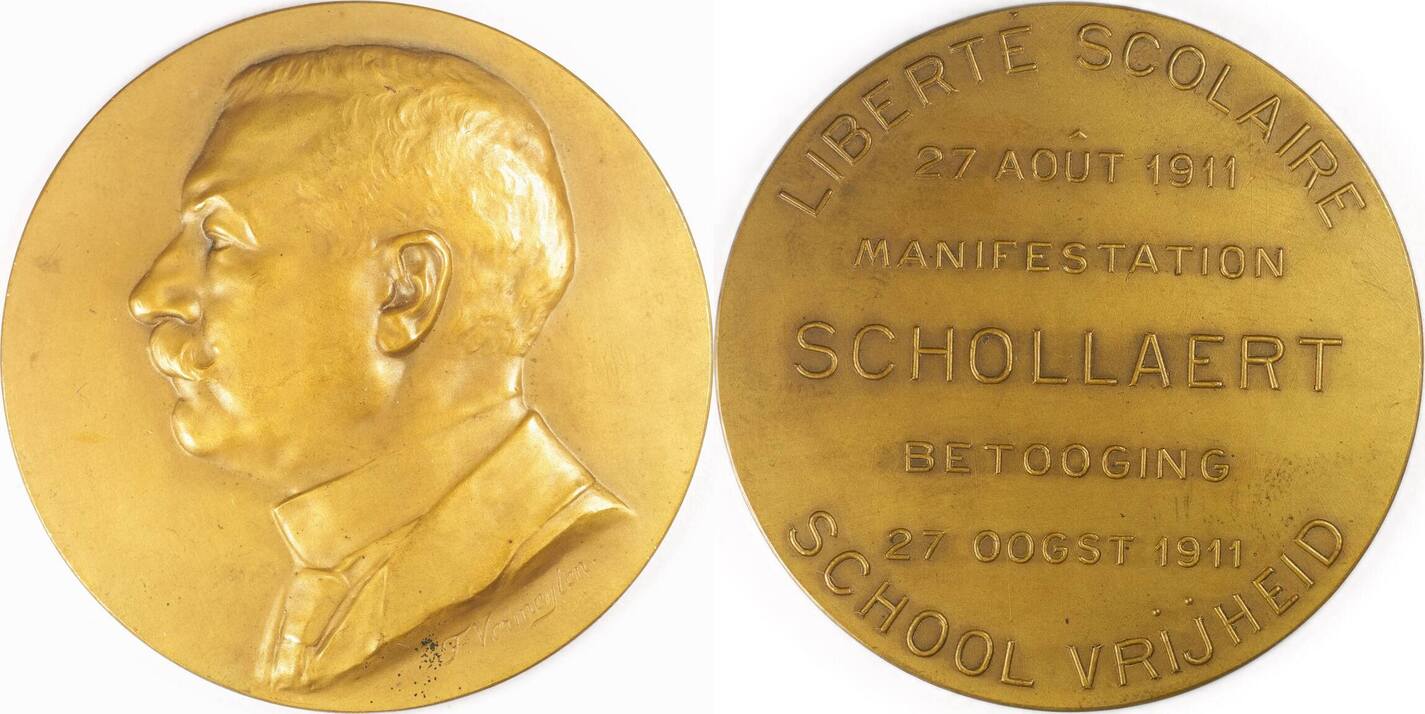 F. Vermeylen.
LIBERTÉ SCOLAIRE
27 AOÛT 1911
MANIFESTATION
SCHOLLAERT
BETOOGING
27 OOGST 1911
SCHOOL VRIJHEID